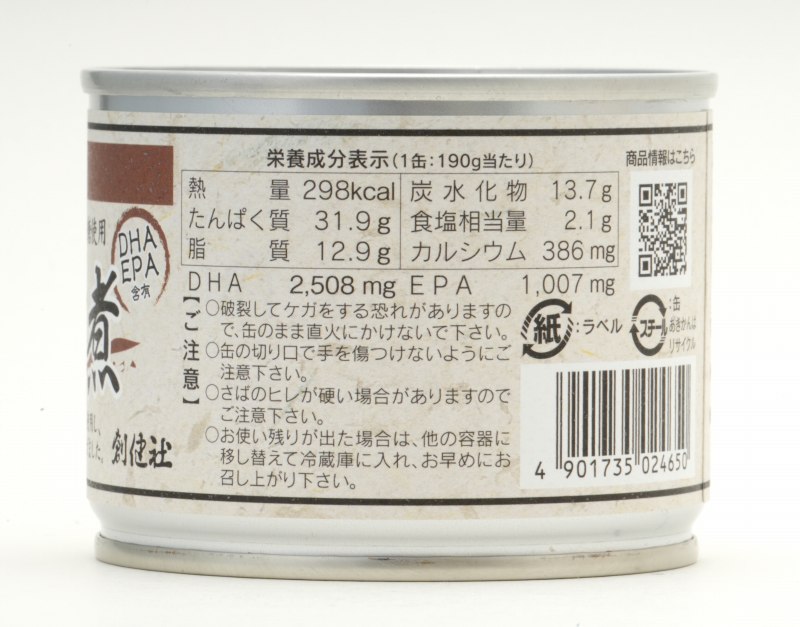 栄養成分表示(1缶:190g当たり)
熱量 298kcal 炭水化物 13.7g
たんぱく質 31.9g 食塩相当量 2.1g
脂質 12.9g カルシウム 386mg
DHA 2,508mg EPA 1,007mg
【ご注意】
○破裂してケガをする恐れがありますの
で、缶のまま直火にかけないで下さい。
○缶の切り口で手を傷つけないようにご
注意下さい。
○さばのヒレが硬い場合がありますので
ご注意下さい。
○お使い残りが出た場合は、他の容器に
移し替えて冷蔵庫に入れ、お早めにお
召し上がり下さい。
商品情報はこちら
紙:ラベル
スチール:缶
あきかんは
リサイクル
4 901735 024650
使用
DHA
EPA
含有
煮
創健社